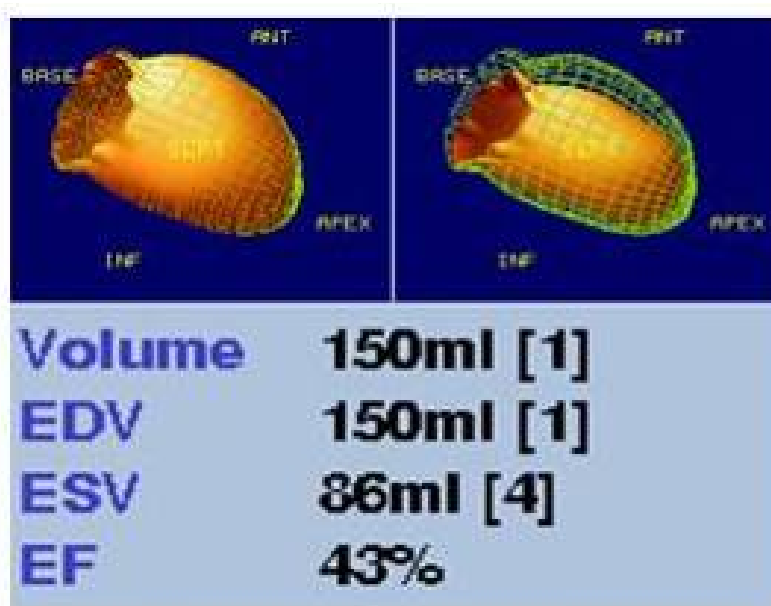 ANT
BASE
SEPT
APEX
INF
ANT
BASE
APEX
INF
Volume 150ml [1]
EDV 150ml [1]
ESV 86ml [4]
EF 43%